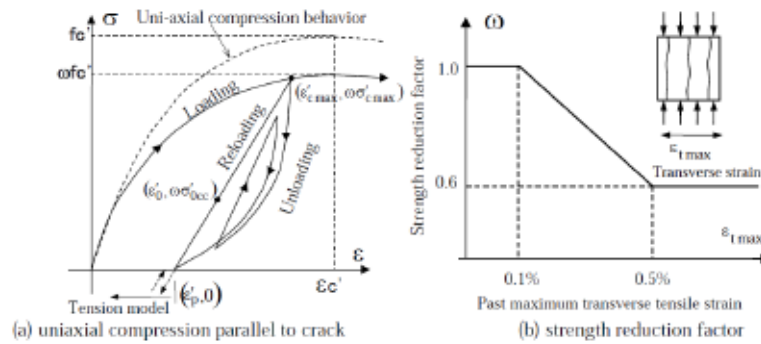 σ
Uni-axial compression behavior
fc'
ωfc'
(ε'c max, ωσ'c max)
Loading
Reloading
Unloading
(ε'0, ωσ'0cc)
ε
εc'
(ε'p,0)
Tension model
(a) uniaxial compression parallel to crack
ω
Strength reduction factor
1.0
0.6
ε t max
Transverse strain
ε t max
0.1%
0.5%
Past maximum transverse tensile strain
(b) strength reduction factor